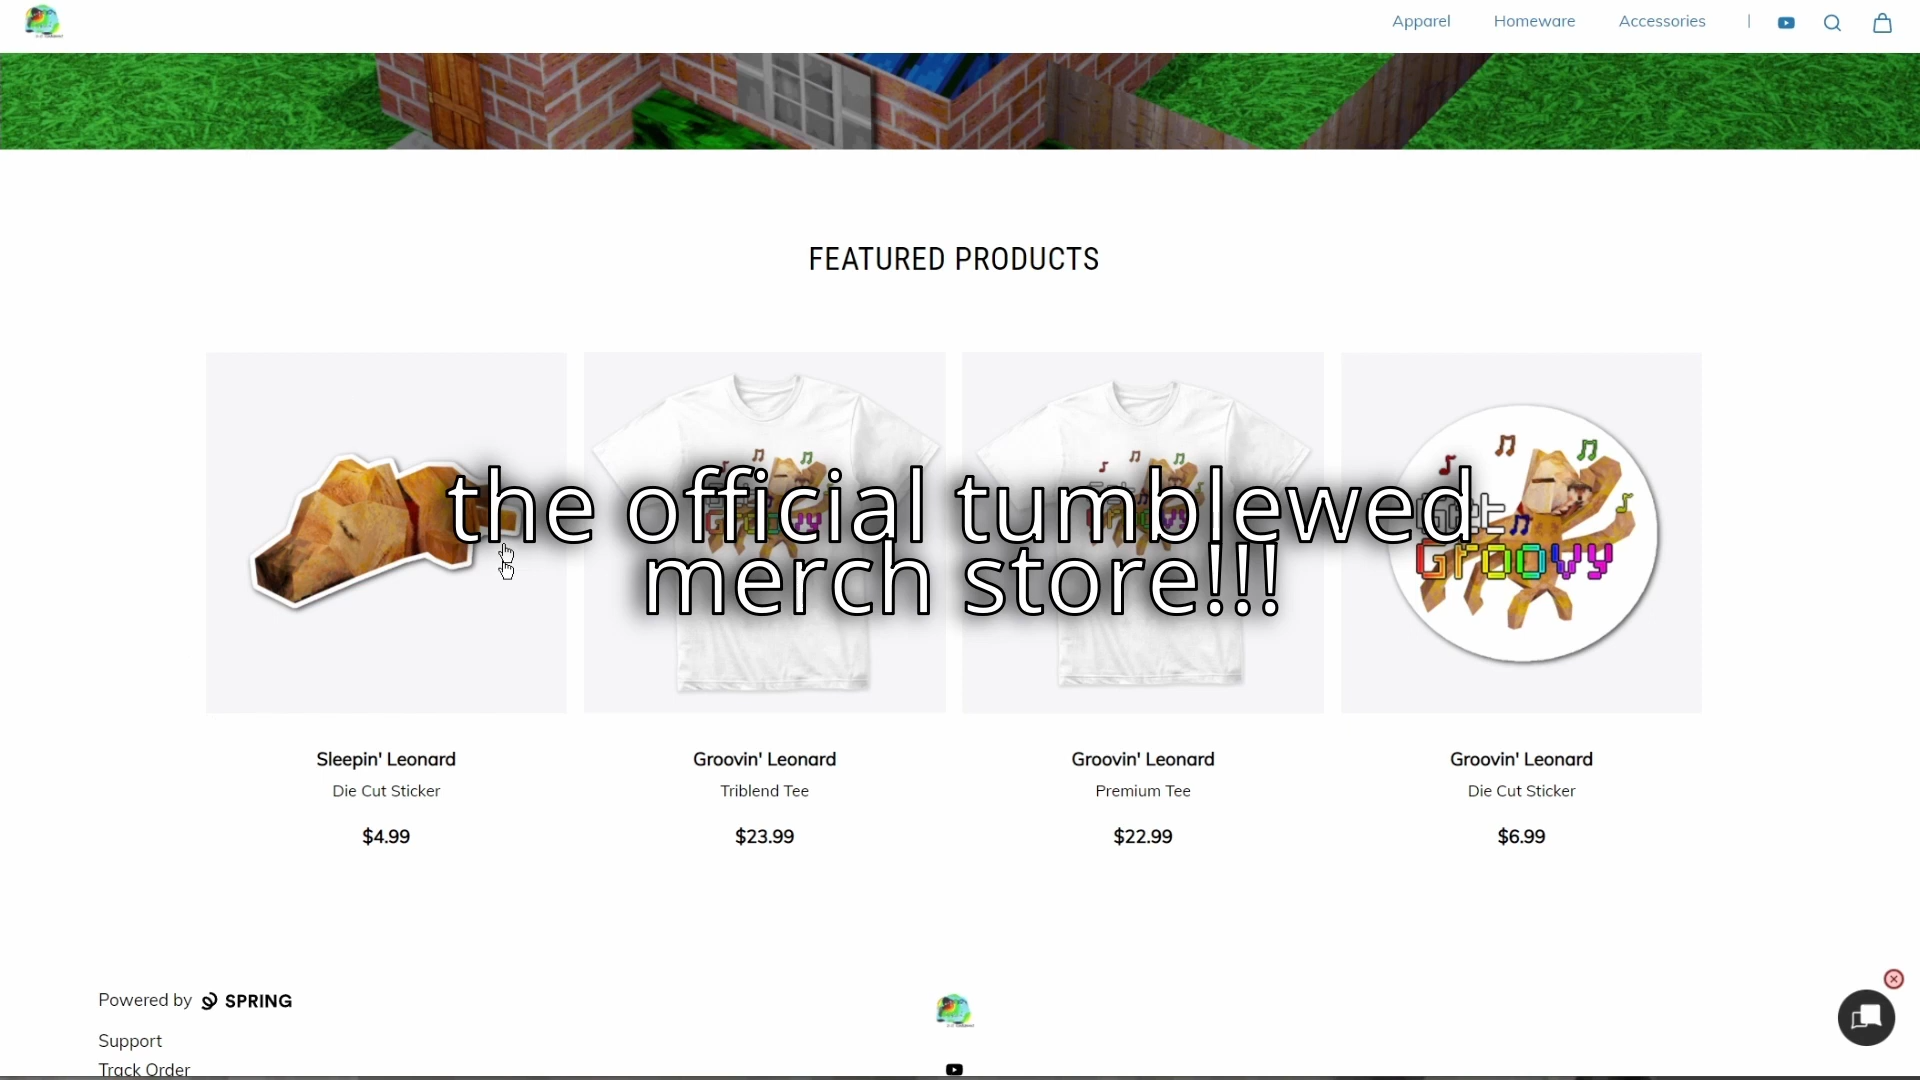 Apparel Homeware Accessories
FEATURED PRODUCTS
the official tumblewed
merch store!!!
Get
Groovy
Sleepin' Leonard Groovin' Leonard Groovin' Leonard Groovin' Leonard
Die Cut Sticker Triblend Tee Premium Tee Die Cut Sticker
$4.99 $23.99 $22.99 $6.99
Powered by SPRING
Support
Track Order